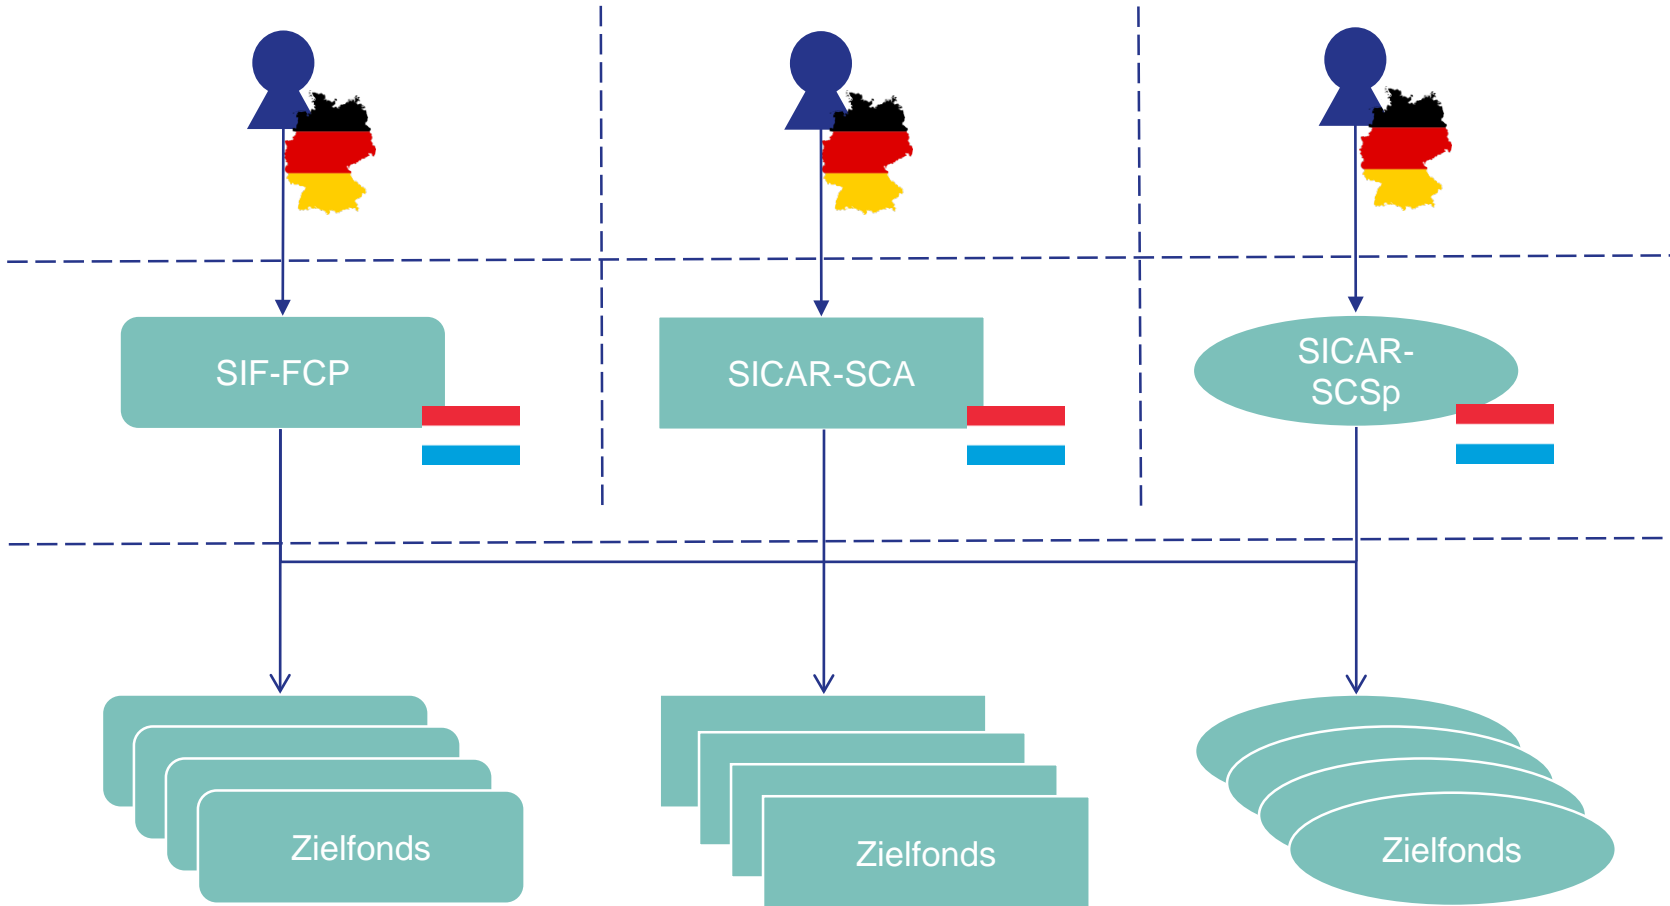 SIF-FCP
SICAR-SCA
SICAR-
SCSp
Zielfonds
Zielfonds
Zielfonds